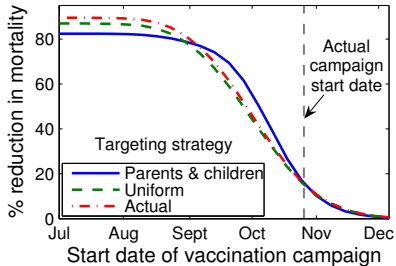 % reduction in mortality
80
60
40
20
0
Actual
campaign
start date
Targeting strategy
Parents & children
Uniform
Actual
Jul Aug Sept Oct Nov Dec
Start date of vaccination campaign